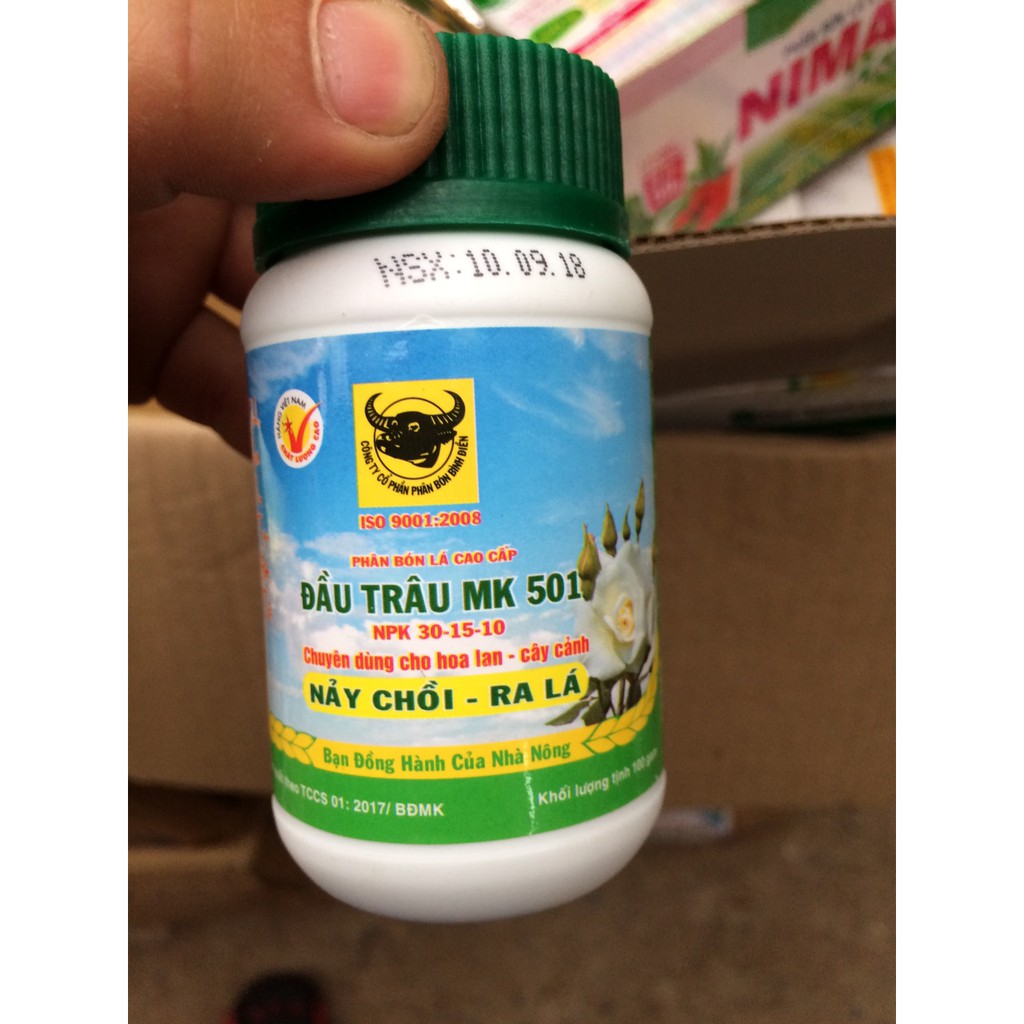 NIMA
NSX: 10.09.18
HÀNG VIỆT NAM
CHẤT LƯỢNG CAO
CÔNG TY CỔ PHẦN PHÂN BÓN BÌNH ĐIỀN
ISO 9001:2008
PHÂN BÓN LÁ CAO CẤP
ĐẦU TRÂU MK 501
NPK 30-15-10
Chuyên dùng cho hoa lan - cây cảnh
NẢY CHỒI - RA LÁ
Bạn Đồng Hành Của Nhà Nông
theo TCCS 01: 2017/ BĐMK
Khối lượng tịnh 100 gam